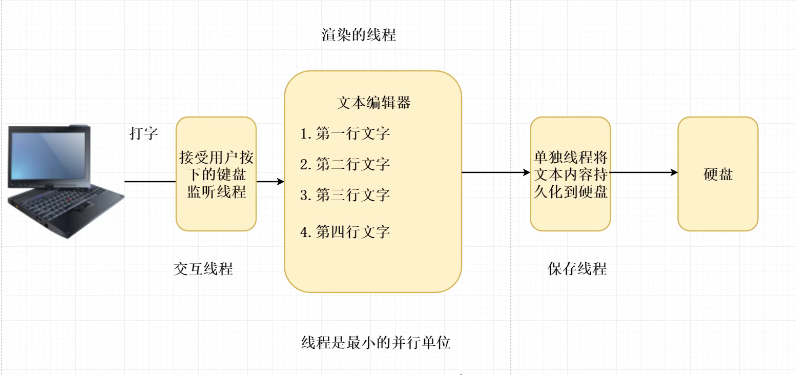 渲染的线程
文本编辑器
打字
1. 第一行文字
2. 第二行文字
3. 第三行文字
4. 第四行文字
接受用户按
下的键盘
监听线程
单独线程将
文本内容持
久化到硬盘
硬盘
交互线程
保存线程
线程是最小的并行单位